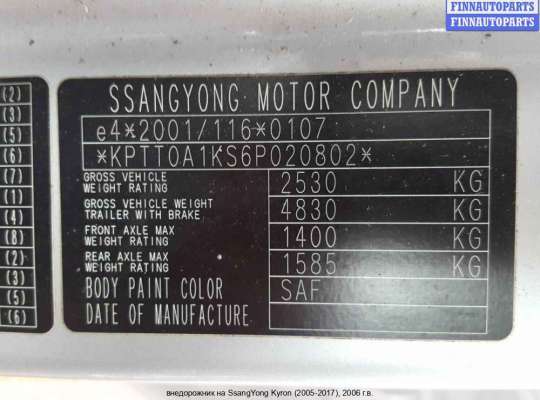 FINNAUTOPARTS
FINNAUTOPARTS
SSANGYONG MOTOR COMPANY
e4*2001/116*0107
*KPTT0A1KS6P020802*
GROSS VEHICLE WEIGHT RATING 2530 KG
GROSS VEHICLE WEIGHT TRAILER WITH BRAKE 4830 KG
FRONT AXLE MAX WEIGHT RATING 1400 KG
REAR AXLE MAX WEIGHT RATING 1585 KG
BODY PAINT COLOR SAF
DATE OF MANUFACTURE
(2)
(3)
(5)
(6)
(7)
(1)
(4)
(8)
(2)
(3)
(5)
(6)
внедорожник на SsangYong Kyron (2005-2017), 2006 г.в.